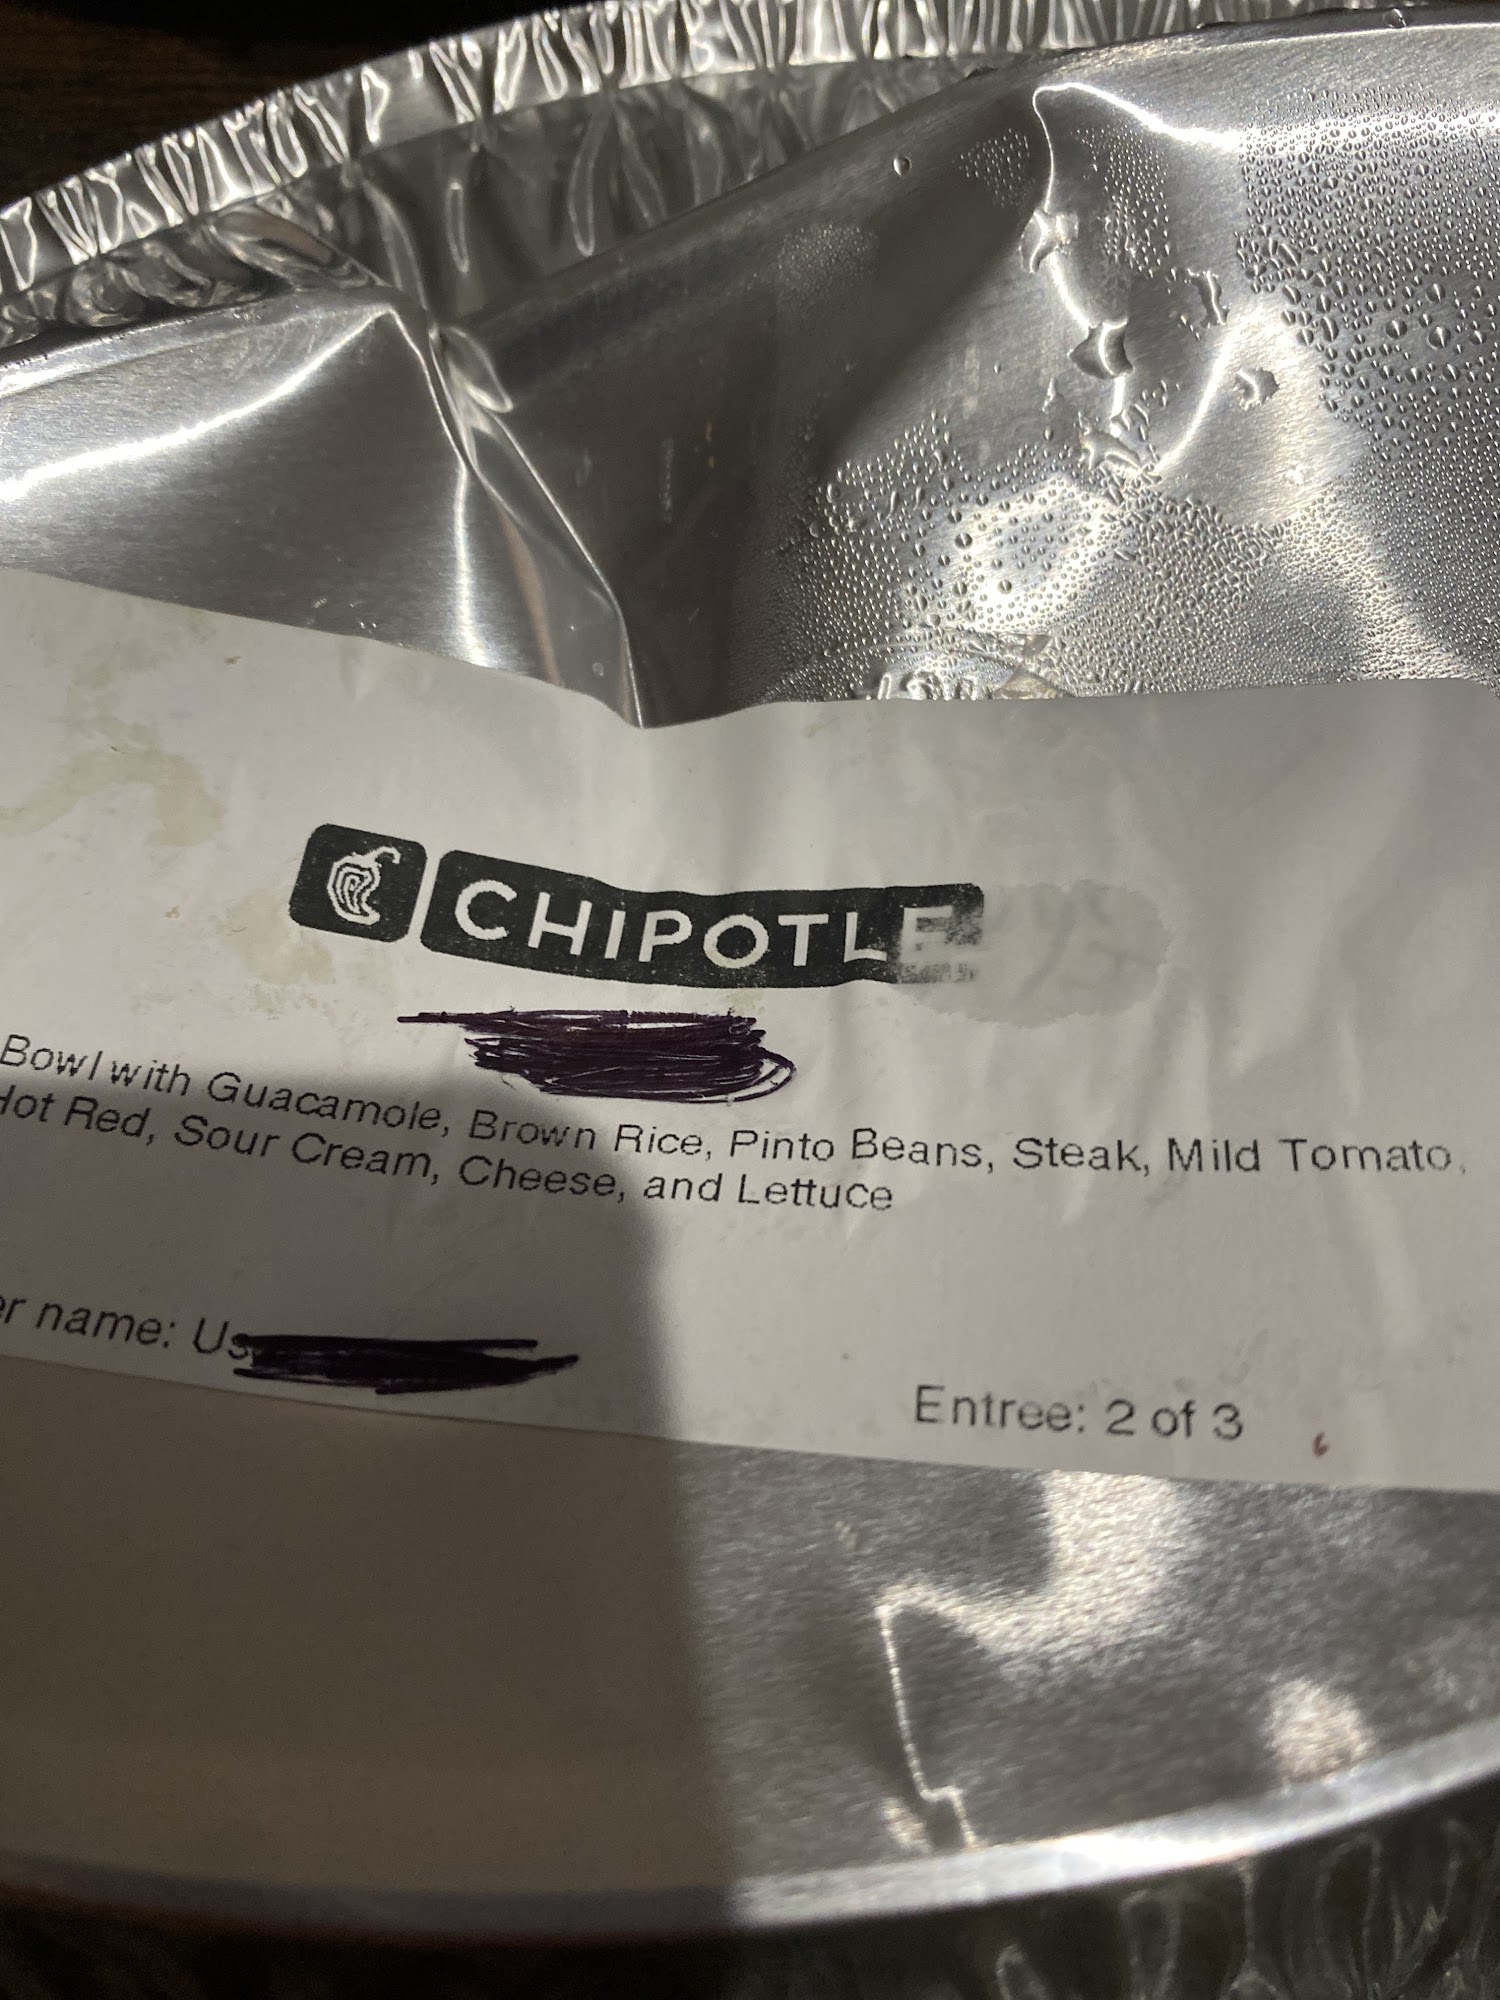 CHIPOTLE
Bowl with Guacamole, Brown Rice, Pinto Beans, Steak, Mild Tomato,
Hot Red, Sour Cream, Cheese, and Lettuce
name: Us
Entree: 2 of 3